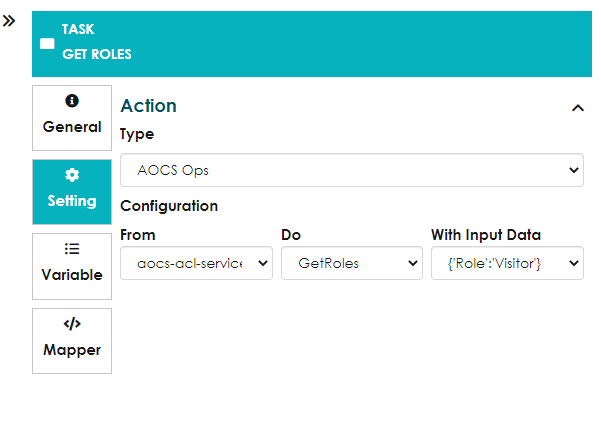 TASK
GET ROLES
General
Setting
Variable
Mapper
Action
Type
AOCS Ops
Configuration
From Do With Input Data
aocs-acl-service GetRoles {'Role':'Visitor'}